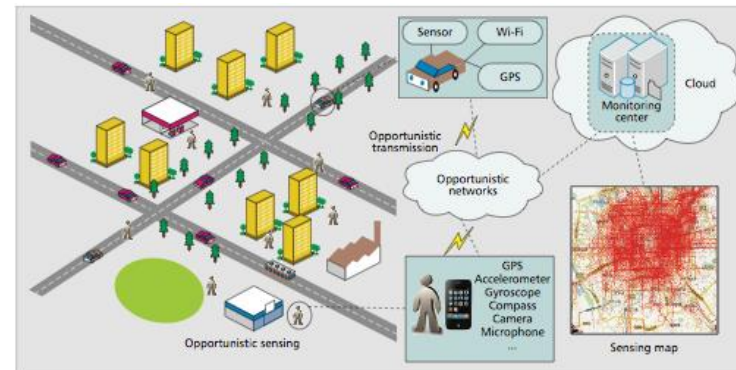 Sensor
Wi-Fi
GPS
Opportunistic
transmission
Opportunistic
networks
Monitoring
center
Cloud
GPS
Accelerometer
Gyroscope
Compass
Camera
Microphone
...
Opportunistic sensing
Sensing map